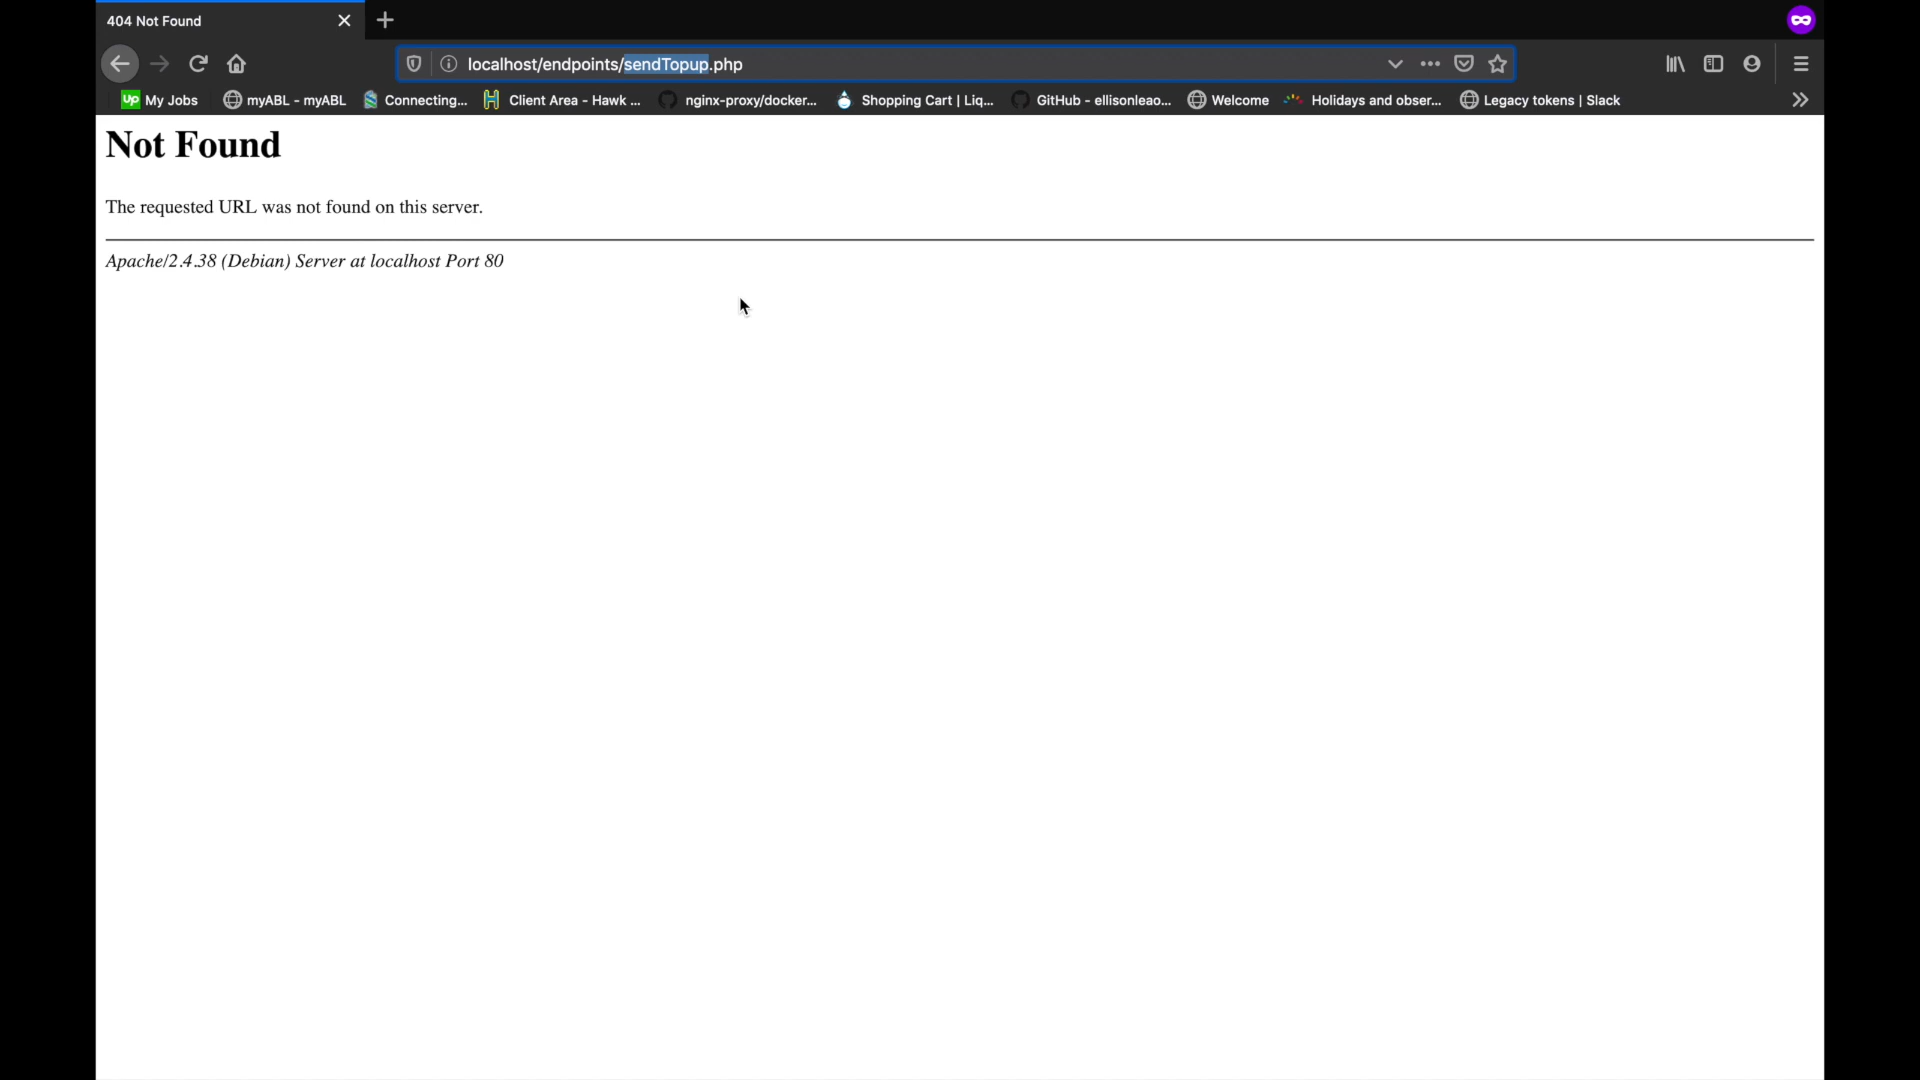 404 Not Found
localhost/endpoints/sendTopup.php
Up My Jobs myABL - myABL Connecting... Client Area - Hawk ... nginx-proxy/docker... Shopping Cart | Liq... GitHub - ellisonleao... Welcome Holidays and obser... Legacy tokens | Slack
Not Found
The requested URL was not found on this server.
Apache/2.4.38 (Debian) Server at localhost Port 80